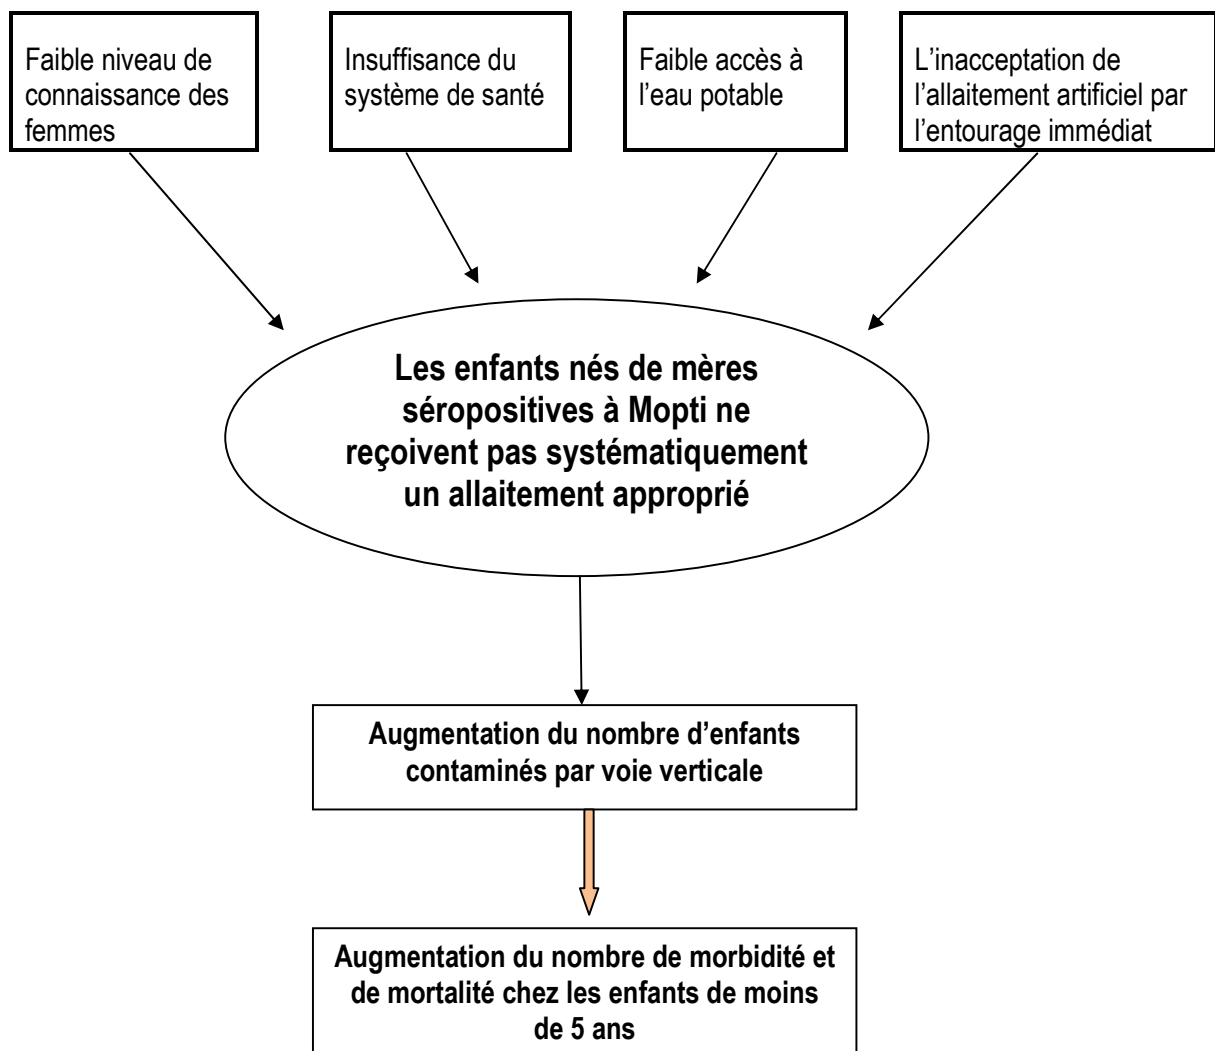 Faible niveau de
connaissance des
femmes
Insuffisance du
système de santé
Faible accès à
l’eau potable
L’inacceptation de
l’allaitement artificiel par
l’entourage immédiat
Les enfants nés de mères
séropositives à Mopti ne
reçoivent pas systématiquement
un allaitement approprié
Augmentation du nombre d’enfants
contaminés par voie verticale
Augmentation du nombre de morbidité et
de mortalité chez les enfants de moins
de 5 ans